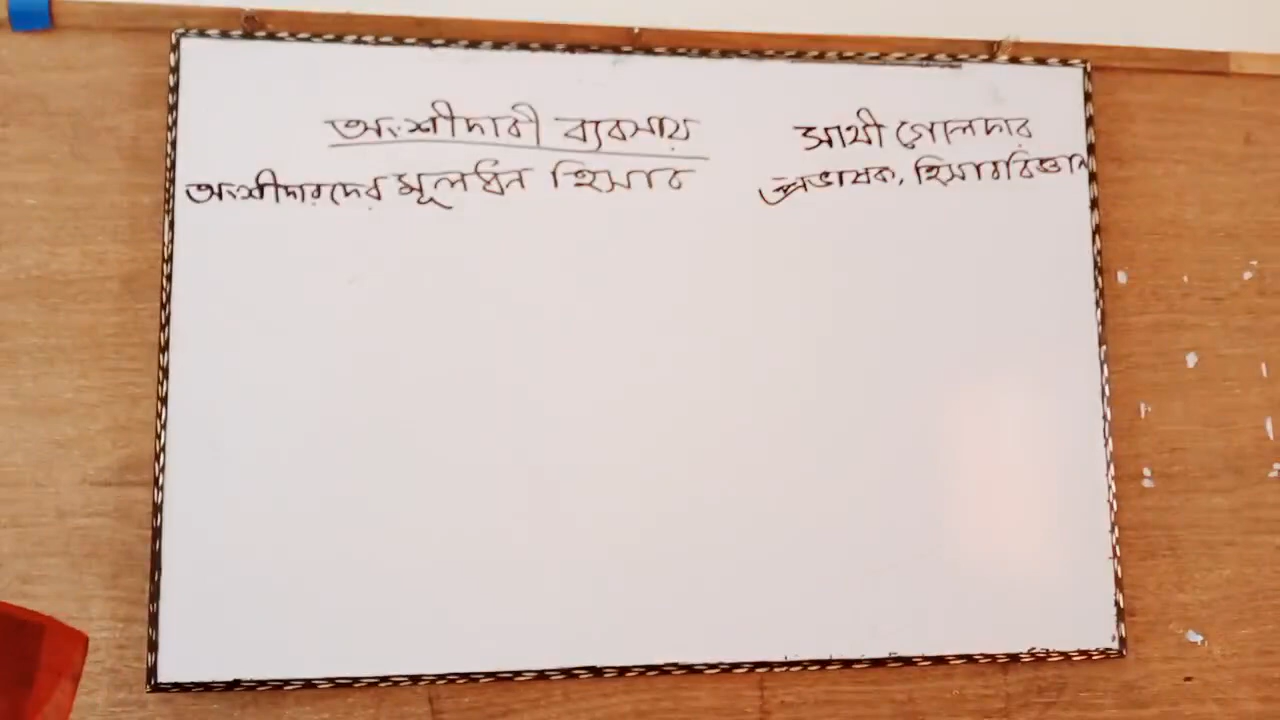 অংশীদারী ব্যবসায়
অংশীদারদের মূলধন হিসাব
সাথী গোলদার
প্রভাষক, হিসাববিজ্ঞান